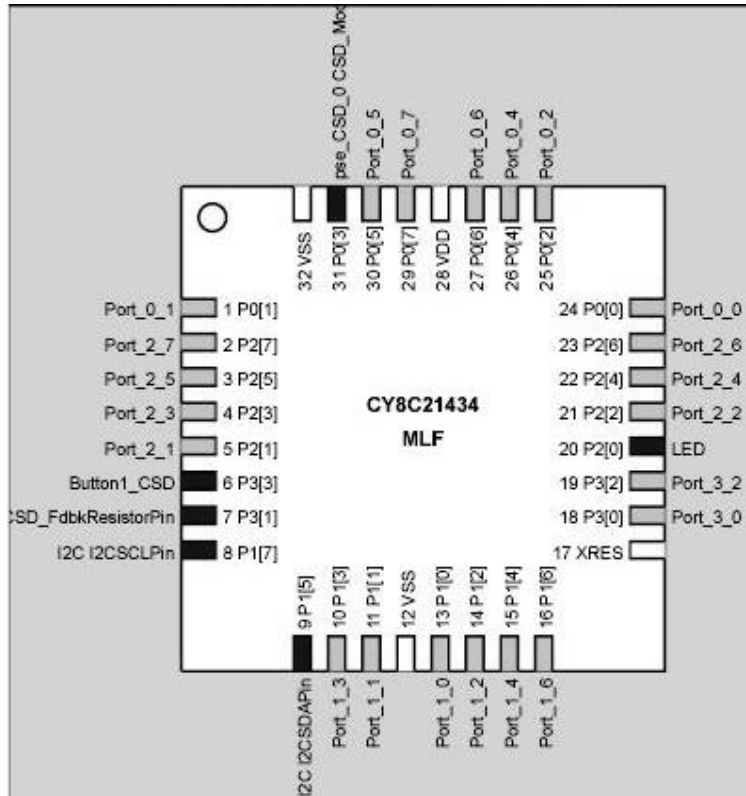 pse_CSD_0 CSD_Mod
Port_0_5
Port_0_7
Port_0_6
Port_0_4
Port_0_2
32 VSS
31 P0[3]
30 P0[5]
29 P0[7]
28 VDD
27 P0[6]
26 P0[4]
25 P0[2]
Port_0_1 1 P0[1]
Port_2_7 2 P2[7]
Port_2_5 3 P2[5]
Port_2_3 4 P2[3]
Port_2_1 5 P2[1]
Button1_CSD 6 P3[3]
CSD_FdbkResistorPin 7 P3[1]
I2C I2CSCLPin 8 P1[7]
CY8C21434
MLF
24 P0[0] Port_0_0
23 P2[6] Port_2_6
22 P2[4] Port_2_4
21 P2[2] Port_2_2
20 P2[0] LED
19 P3[2] Port_3_2
18 P3[0] Port_3_0
17 XRES
9 P1[5]
10 P1[3]
11 P1[1]
12 VSS
13 P1[0]
14 P1[2]
15 P1[4]
16 P1[6]
I2C I2CSDAPin
Port_1_3
Port_1_1
Port_1_0
Port_1_2
Port_1_4
Port_1_6